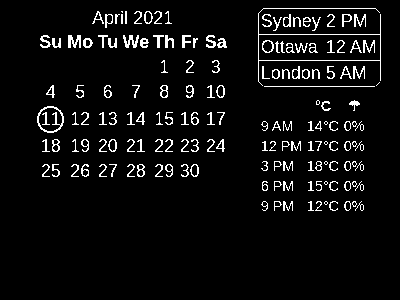 April 2021
Su Mo Tu We Th Fr Sa
1 2 3
4 5 6 7 8 9 10
11 12 13 14 15 16 17
18 19 20 21 22 23 24
25 26 27 28 29 30
Sydney 2 PM
Ottawa 12 AM
London 5 AM
°C
9 AM 14°C 0%
12 PM 17°C 0%
3 PM 18°C 0%
6 PM 15°C 0%
9 PM 12°C 0%